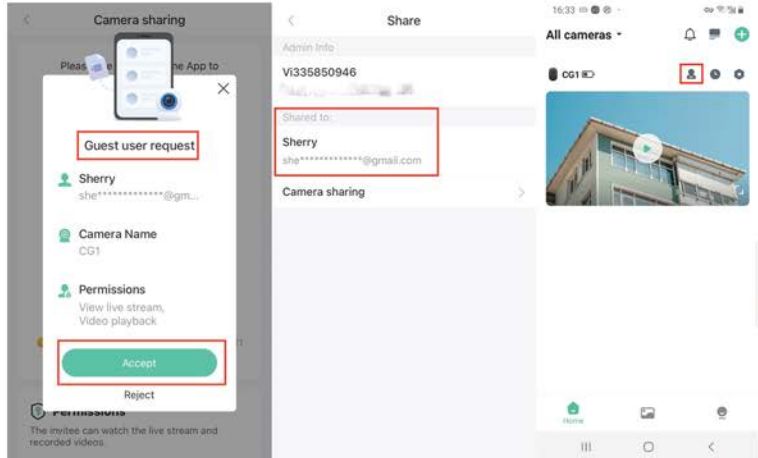 Camera sharing
Please
e App to
Guest user request
Sherry
she*************@gm...
Camera Name
CG1
Permissions
View live stream,
Video playback
Accept
Reject
Permissions
The invitee can watch the live stream and
recorded videos.
Share
Admin Info
Vi335850946
Shared to:
Sherry
she*************@gmail.com
Camera sharing
16:33
All cameras
CG1
Home